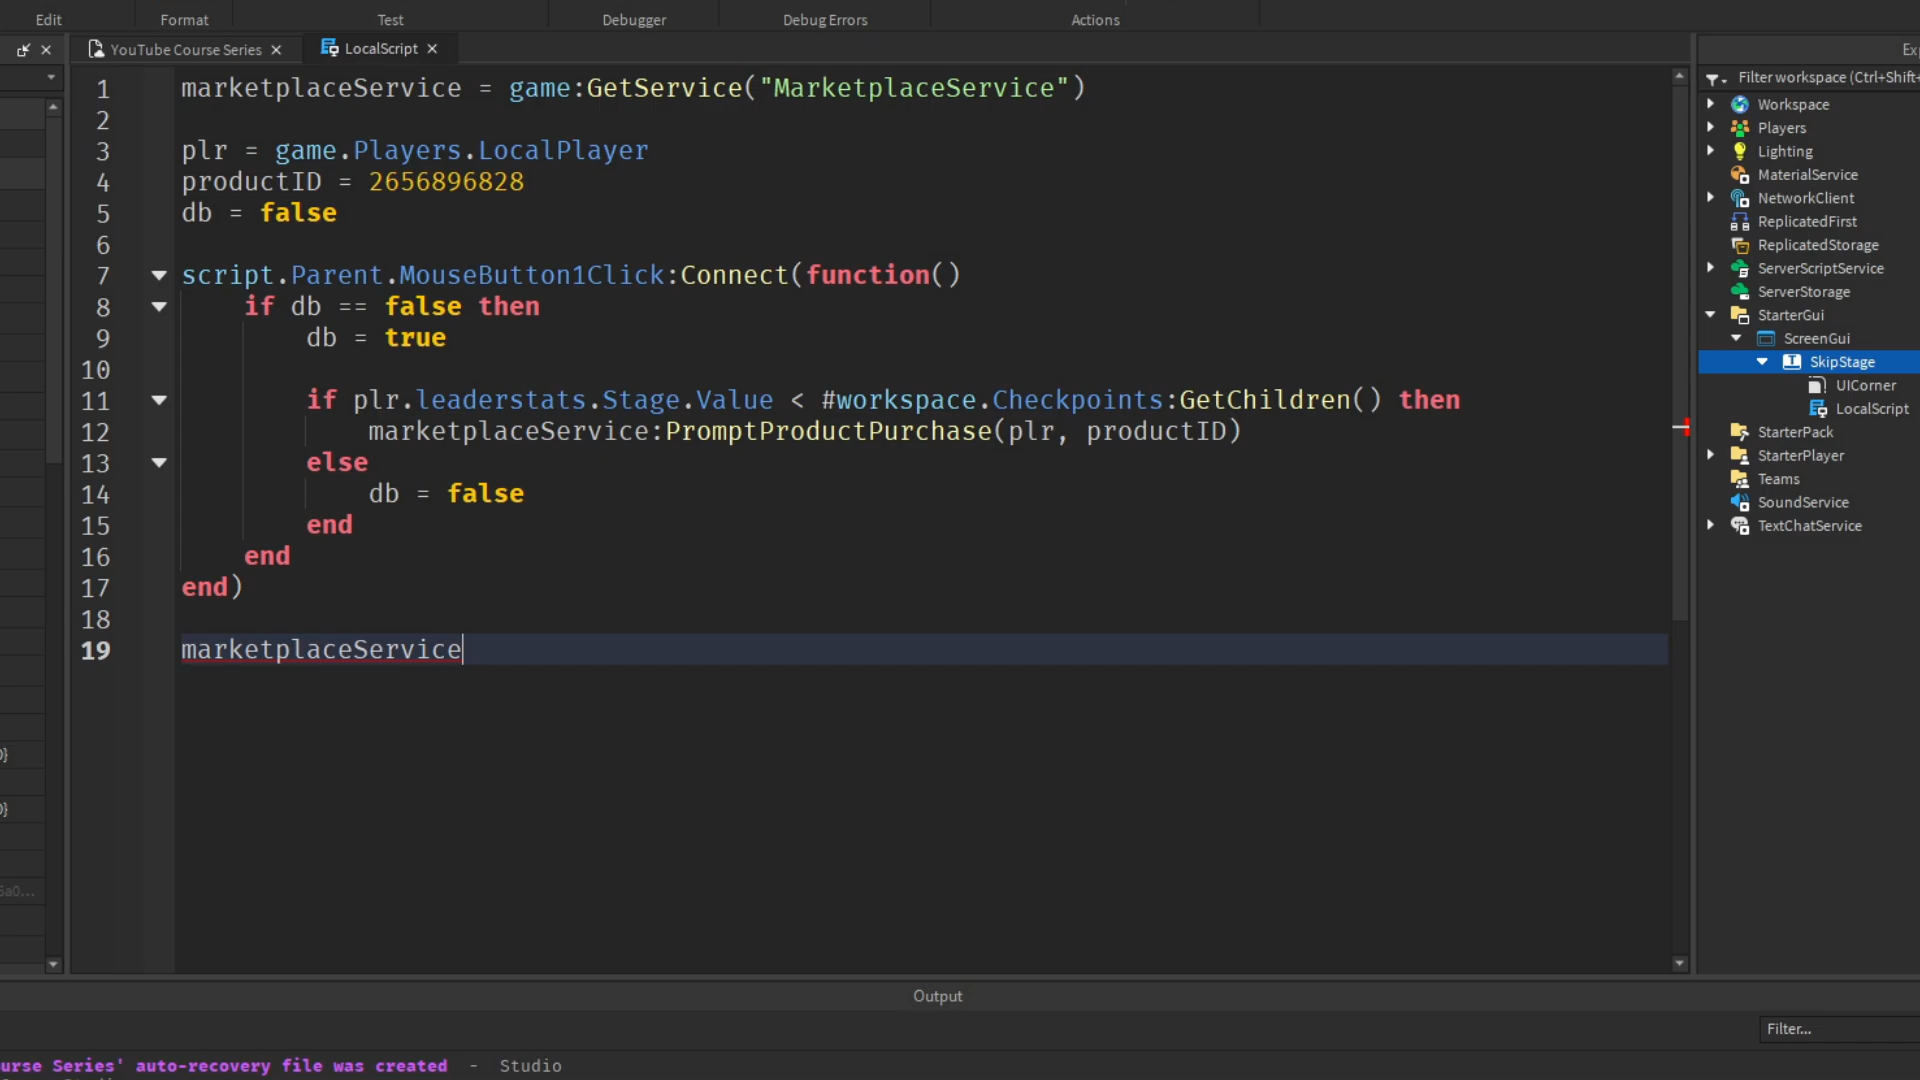 Edit Format Test Debugger Debug Errors Actions
YouTube Course Series LocalScript
1 marketplaceService = game:GetService("MarketplaceService")
2
3 plr = game.Players.LocalPlayer
4 productID = 2656896828
5 db = false
6
7 script.Parent.MouseButton1Click:Connect(function()
8 if db == false then
9 db = true
10
11 if plr.leaderstats.Stage.Value < #workspace.Checkpoints:GetChildren() then
12 marketplaceService:PromptProductPurchase(plr, productID)
13 else
14 db = false
15 end
16 end
17 end)
18
19 marketplaceService
0}
0}
6a0...
Ex
Filter workspace (Ctrl+Shift+
Workspace
Players
Lighting
MaterialService
NetworkClient
ReplicatedFirst
ReplicatedStorage
ServerScriptService
ServerStorage
StarterGui
ScreenGui
SkipStage
UICorner
LocalScript
StarterPack
StarterPlayer
Teams
SoundService
TextChatService
Output
Filter...
urse Series' auto-recovery file was created - Studio